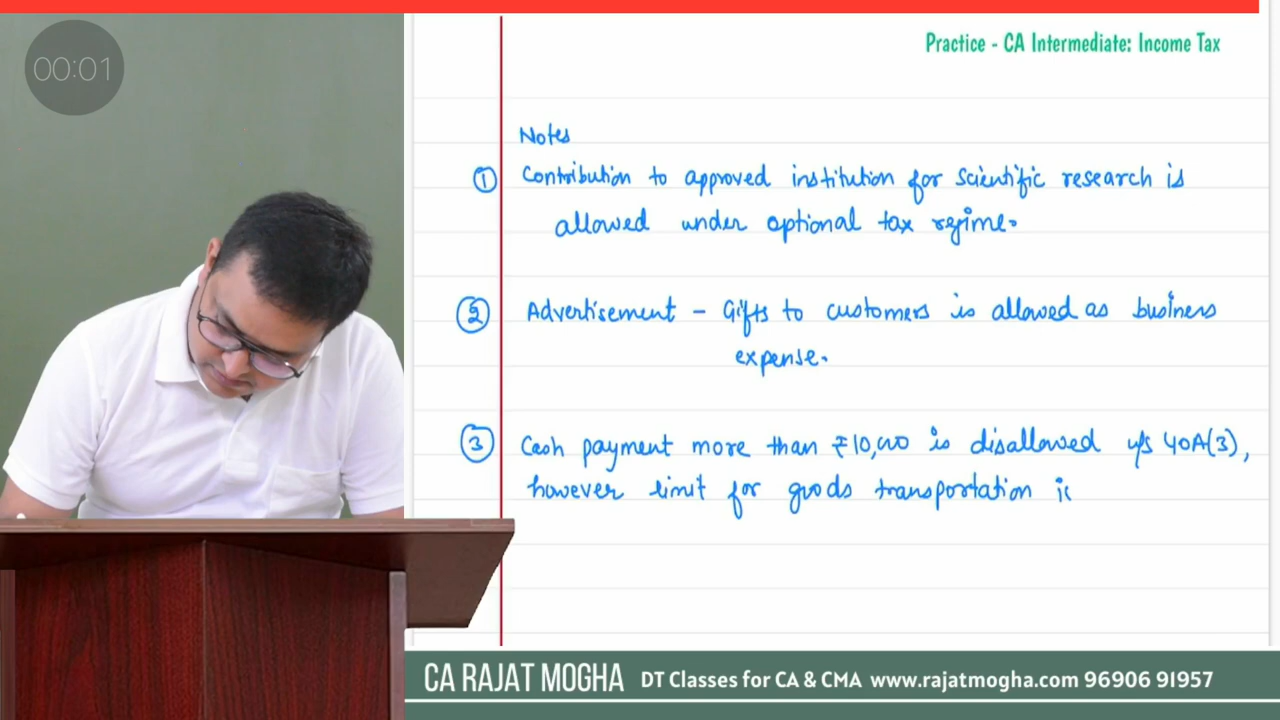 00:01
Practice - CA Intermediate: Income Tax
Notes
① Contribution to approved institution for scientific research is
allowed under optional tax regime.
② Advertisement - Gifts to customers is allowed as business
expense.
③ Cash payment more than ₹10,000 is disallowed u/s 40A(3),
however limit for goods transportation is
CA RAJAT MOGHA DT Classes for CA & CMA www.rajatmogha.com 96906 91957